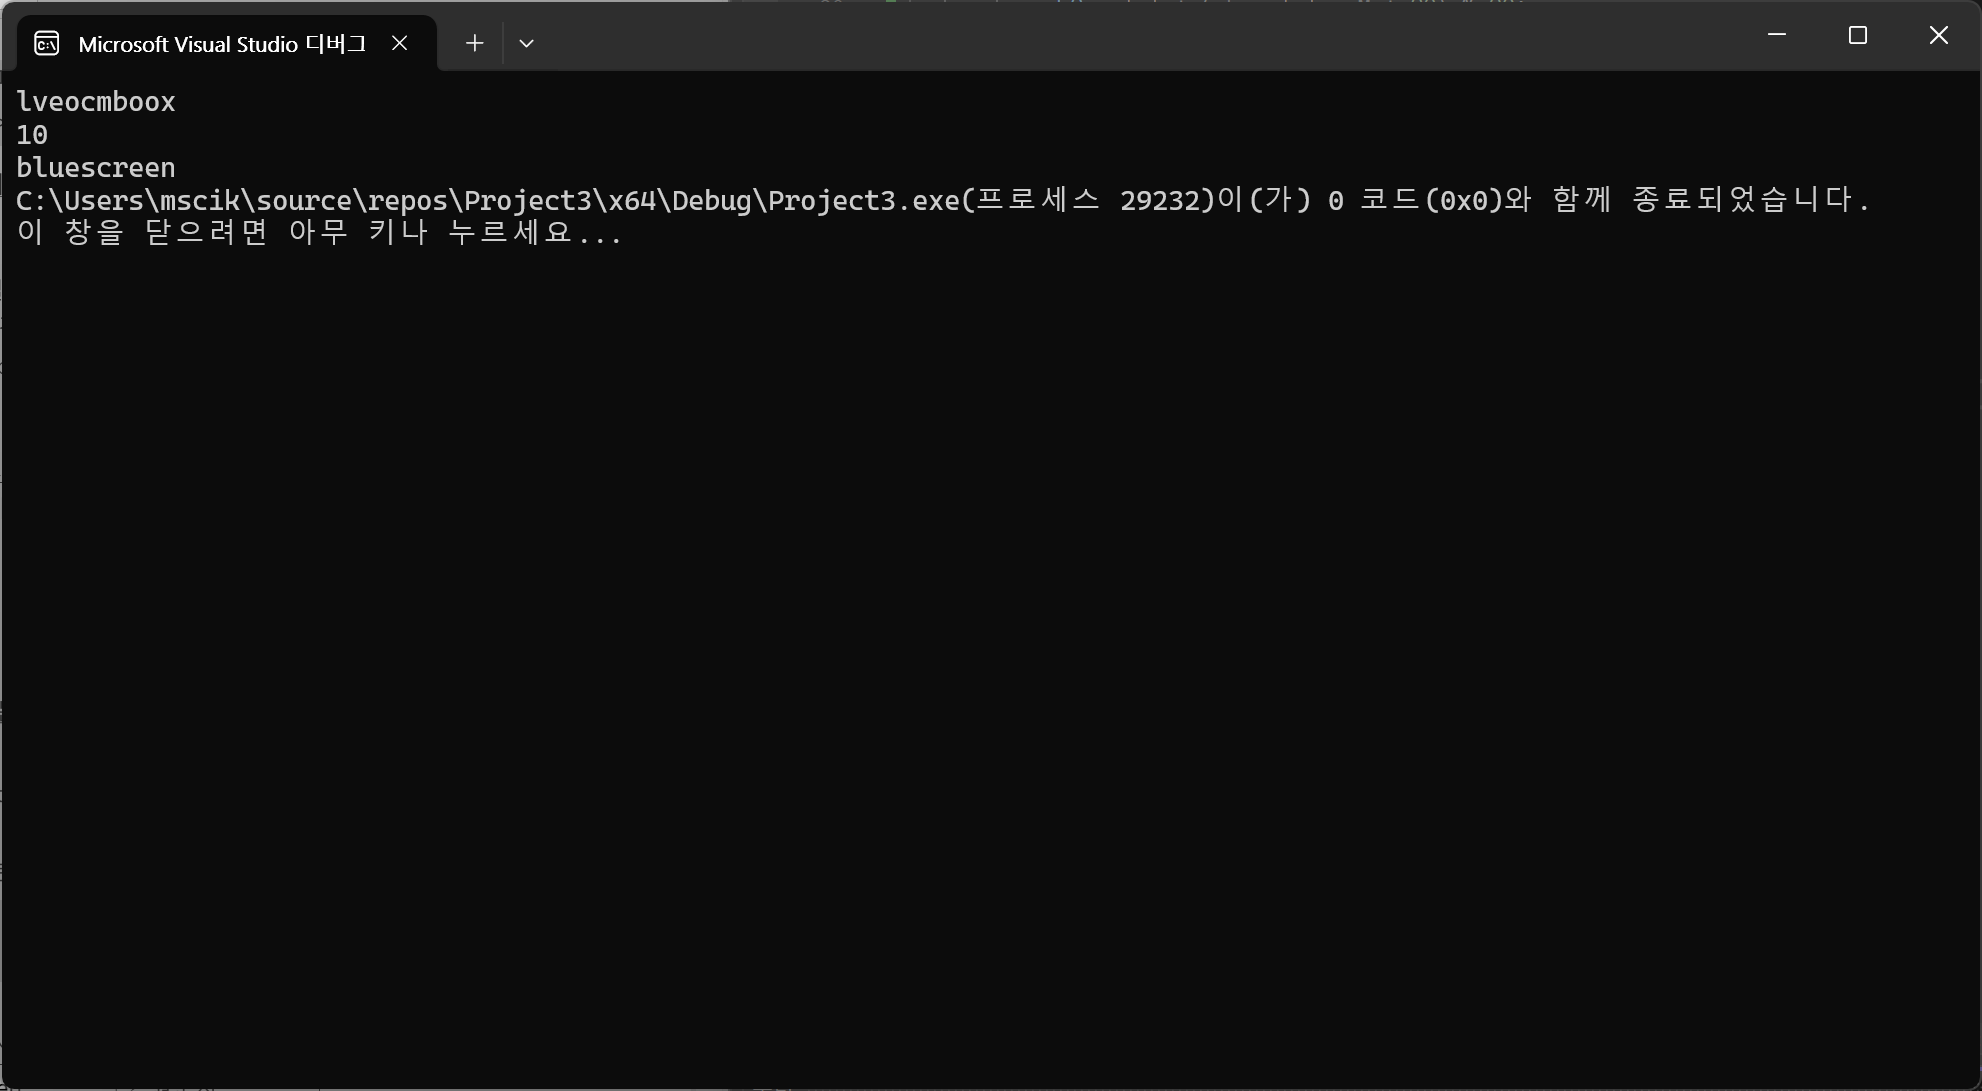 Microsoft Visual Studio 디버그
lveocmboox
10
bluescreen
C:\Users\mscik\source\repos\Project3\x64\Debug\Project3.exe(프로세스 29232)이(가) 0 코드(0x0)와 함께 종료되었습니다.
이 창을 닫으려면 아무 키나 누르세요...